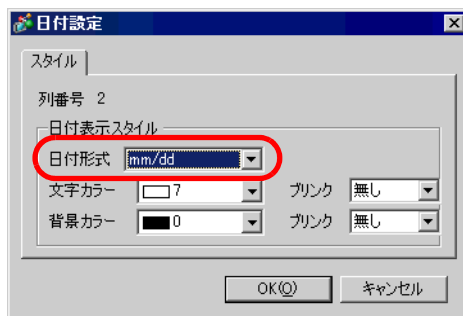 日付設定
スタイル
列番号 2
日付表示スタイル
日付形式 mm/dd
文字カラー 7 ブリンク 無し
背景カラー 0 ブリンク 無し
OK(O) キャンセル